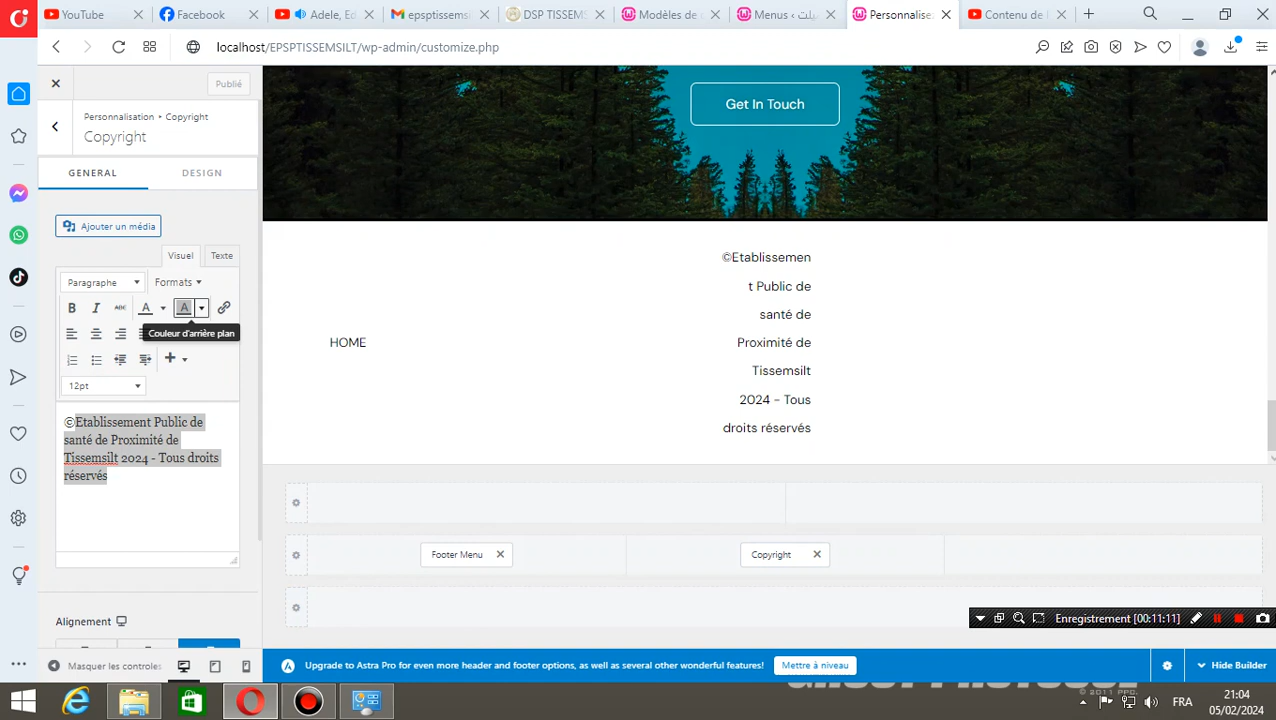 YouTube
Facebook
Adele, Ed
epsptissemsi
DSP TISSEMS
Modèles de
Personnalise
Contenu de l
localhost/EPSPTISSEMSILT/wp-admin/customize.php
Publié
Personnalisation • Copyright
Copyright
GENERAL
DESIGN
Ajouter un média
Visuel
Texte
Paragraphe
Formats
B I ABC A A
Couleur d'arrière plan
12pt
©Etablissement Public de
santé de Proximité de
Tissemsilt 2024 - Tous droits
réservés
Alignement
Masquer les controles
Get In Touch
HOME
©Etablissemen
t Public de
santé de
Proximité de
Tissemsilt
2024 - Tous
droits réservés
Footer Menu
Copyright
Enregistrement [00:11:11]
Upgrade to Astra Pro for even more header and footer options, as well as several other wonderful features!
Mettre à niveau
Hide Builder
FRA
21:04
05/02/2024